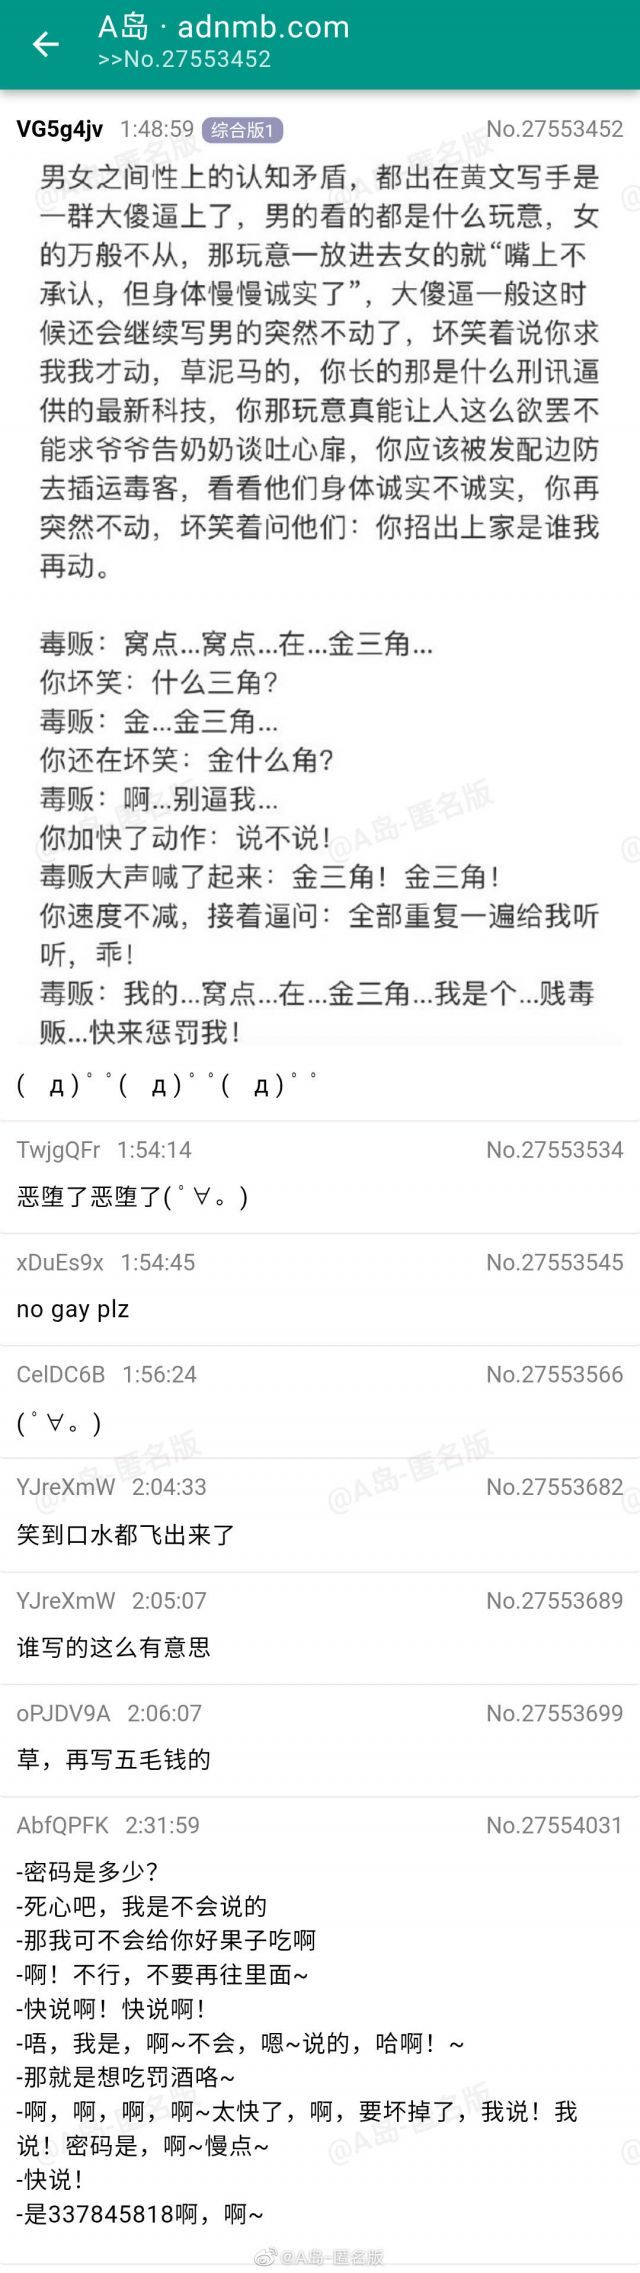 A岛 · adnmb.com
>>No.27553452
VG5g4jv 1:48:59 综合版1 No.27553452
男女之间性上的认知矛盾，都出在黄文写手是
一群大傻逼上了，男的看的都是什么玩意，女
的万般不从，那玩意一放进去女的就“嘴上不
承认，但身体慢慢诚实了”，大傻逼一般这时
候还会继续写男的突然不动了，坏笑着说你求
我我才动，草泥马的，你长的那是什么刑讯逼
供的最新科技，你那玩意真能让人这么欲罢不
能求爷爷告奶奶谈吐心扉，你应该被发配边防
去插运毒客，看看他们身体诚实不诚实，你再
突然不动，坏笑着问他们：你招出上家是谁我
再动。
毒贩：窝点...窝点...在...金三角...
你坏笑：什么三角？
毒贩：金...金三角...
你还在坏笑：金什么角？
毒贩：啊...别逼我...
你加快了动作：说不说！
毒贩大声喊了起来：金三角！金三角！
你速度不减，接着逼问：全部重复一遍给我听
听，乖！
毒贩：我的...窝点...在...金三角...我是个...贱毒
贩...快来惩罚我！
(　д)ﾟﾟ(　д)ﾟﾟ(　д)ﾟﾟ
TwjgQFr 1:54:14 No.27553534
恶堕了恶堕了(ﾟ∀。)
xDuEs9x 1:54:45 No.27553545
no gay plz
CelDC6B 1:56:24 No.27553566
(ﾟ∀。)
YJreXmW 2:04:33 No.27553682
笑到口水都飞出来了
YJreXmW 2:05:07 No.27553689
谁写的这么有意思
oPJDV9A 2:06:07 No.27553699
草，再写五毛钱的
AbfQPFK 2:31:59 No.27554031
-密码是多少？
-死心吧，我是不会说的
-那我可不会给你好果子吃啊
-啊！不行，不要再往里面~
-快说啊！快说啊！
-唔，我是，啊~不会，嗯~说的，哈啊！~
-那就是想吃罚酒咯~
-啊，啊，啊，啊~太快了，啊，要坏掉了，我说！我
说！密码是，啊~慢点~
-快说！
-是337845818啊，啊~
@A岛-匿名版